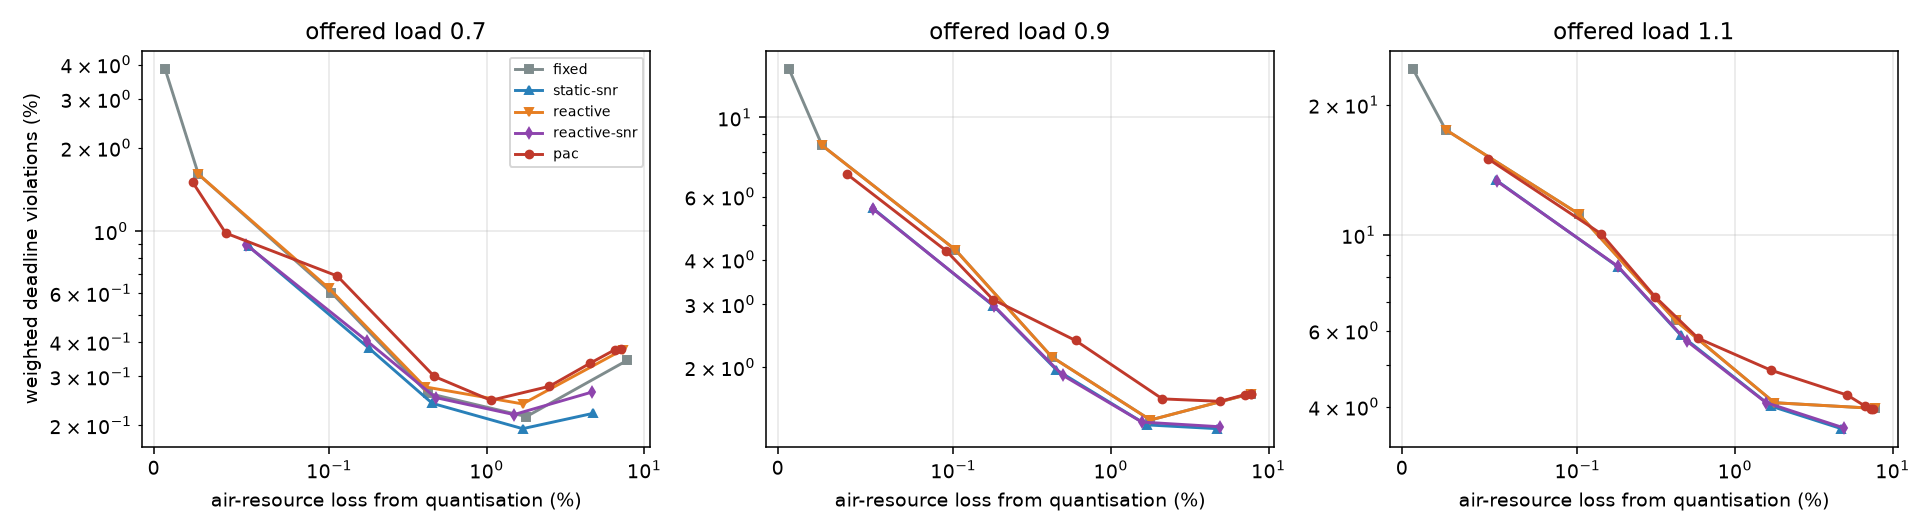 offered load 0.7
offered load 0.9
offered load 1.1
weighted deadline violations (%)
4 × 10⁰
3 × 10⁰
2 × 10⁰
10⁰
6 × 10⁻¹
4 × 10⁻¹
3 × 10⁻¹
2 × 10⁻¹
fixed
static-snr
reactive
reactive-snr
pac
0 10⁻¹ 10⁰ 10¹
air-resource loss from quantisation (%)
10¹
6 × 10⁰
4 × 10⁰
3 × 10⁰
2 × 10⁰
0 10⁻¹ 10⁰ 10¹
air-resource loss from quantisation (%)
2 × 10¹
10¹
6 × 10⁰
4 × 10⁰
0 10⁻¹ 10⁰ 10¹
air-resource loss from quantisation (%)